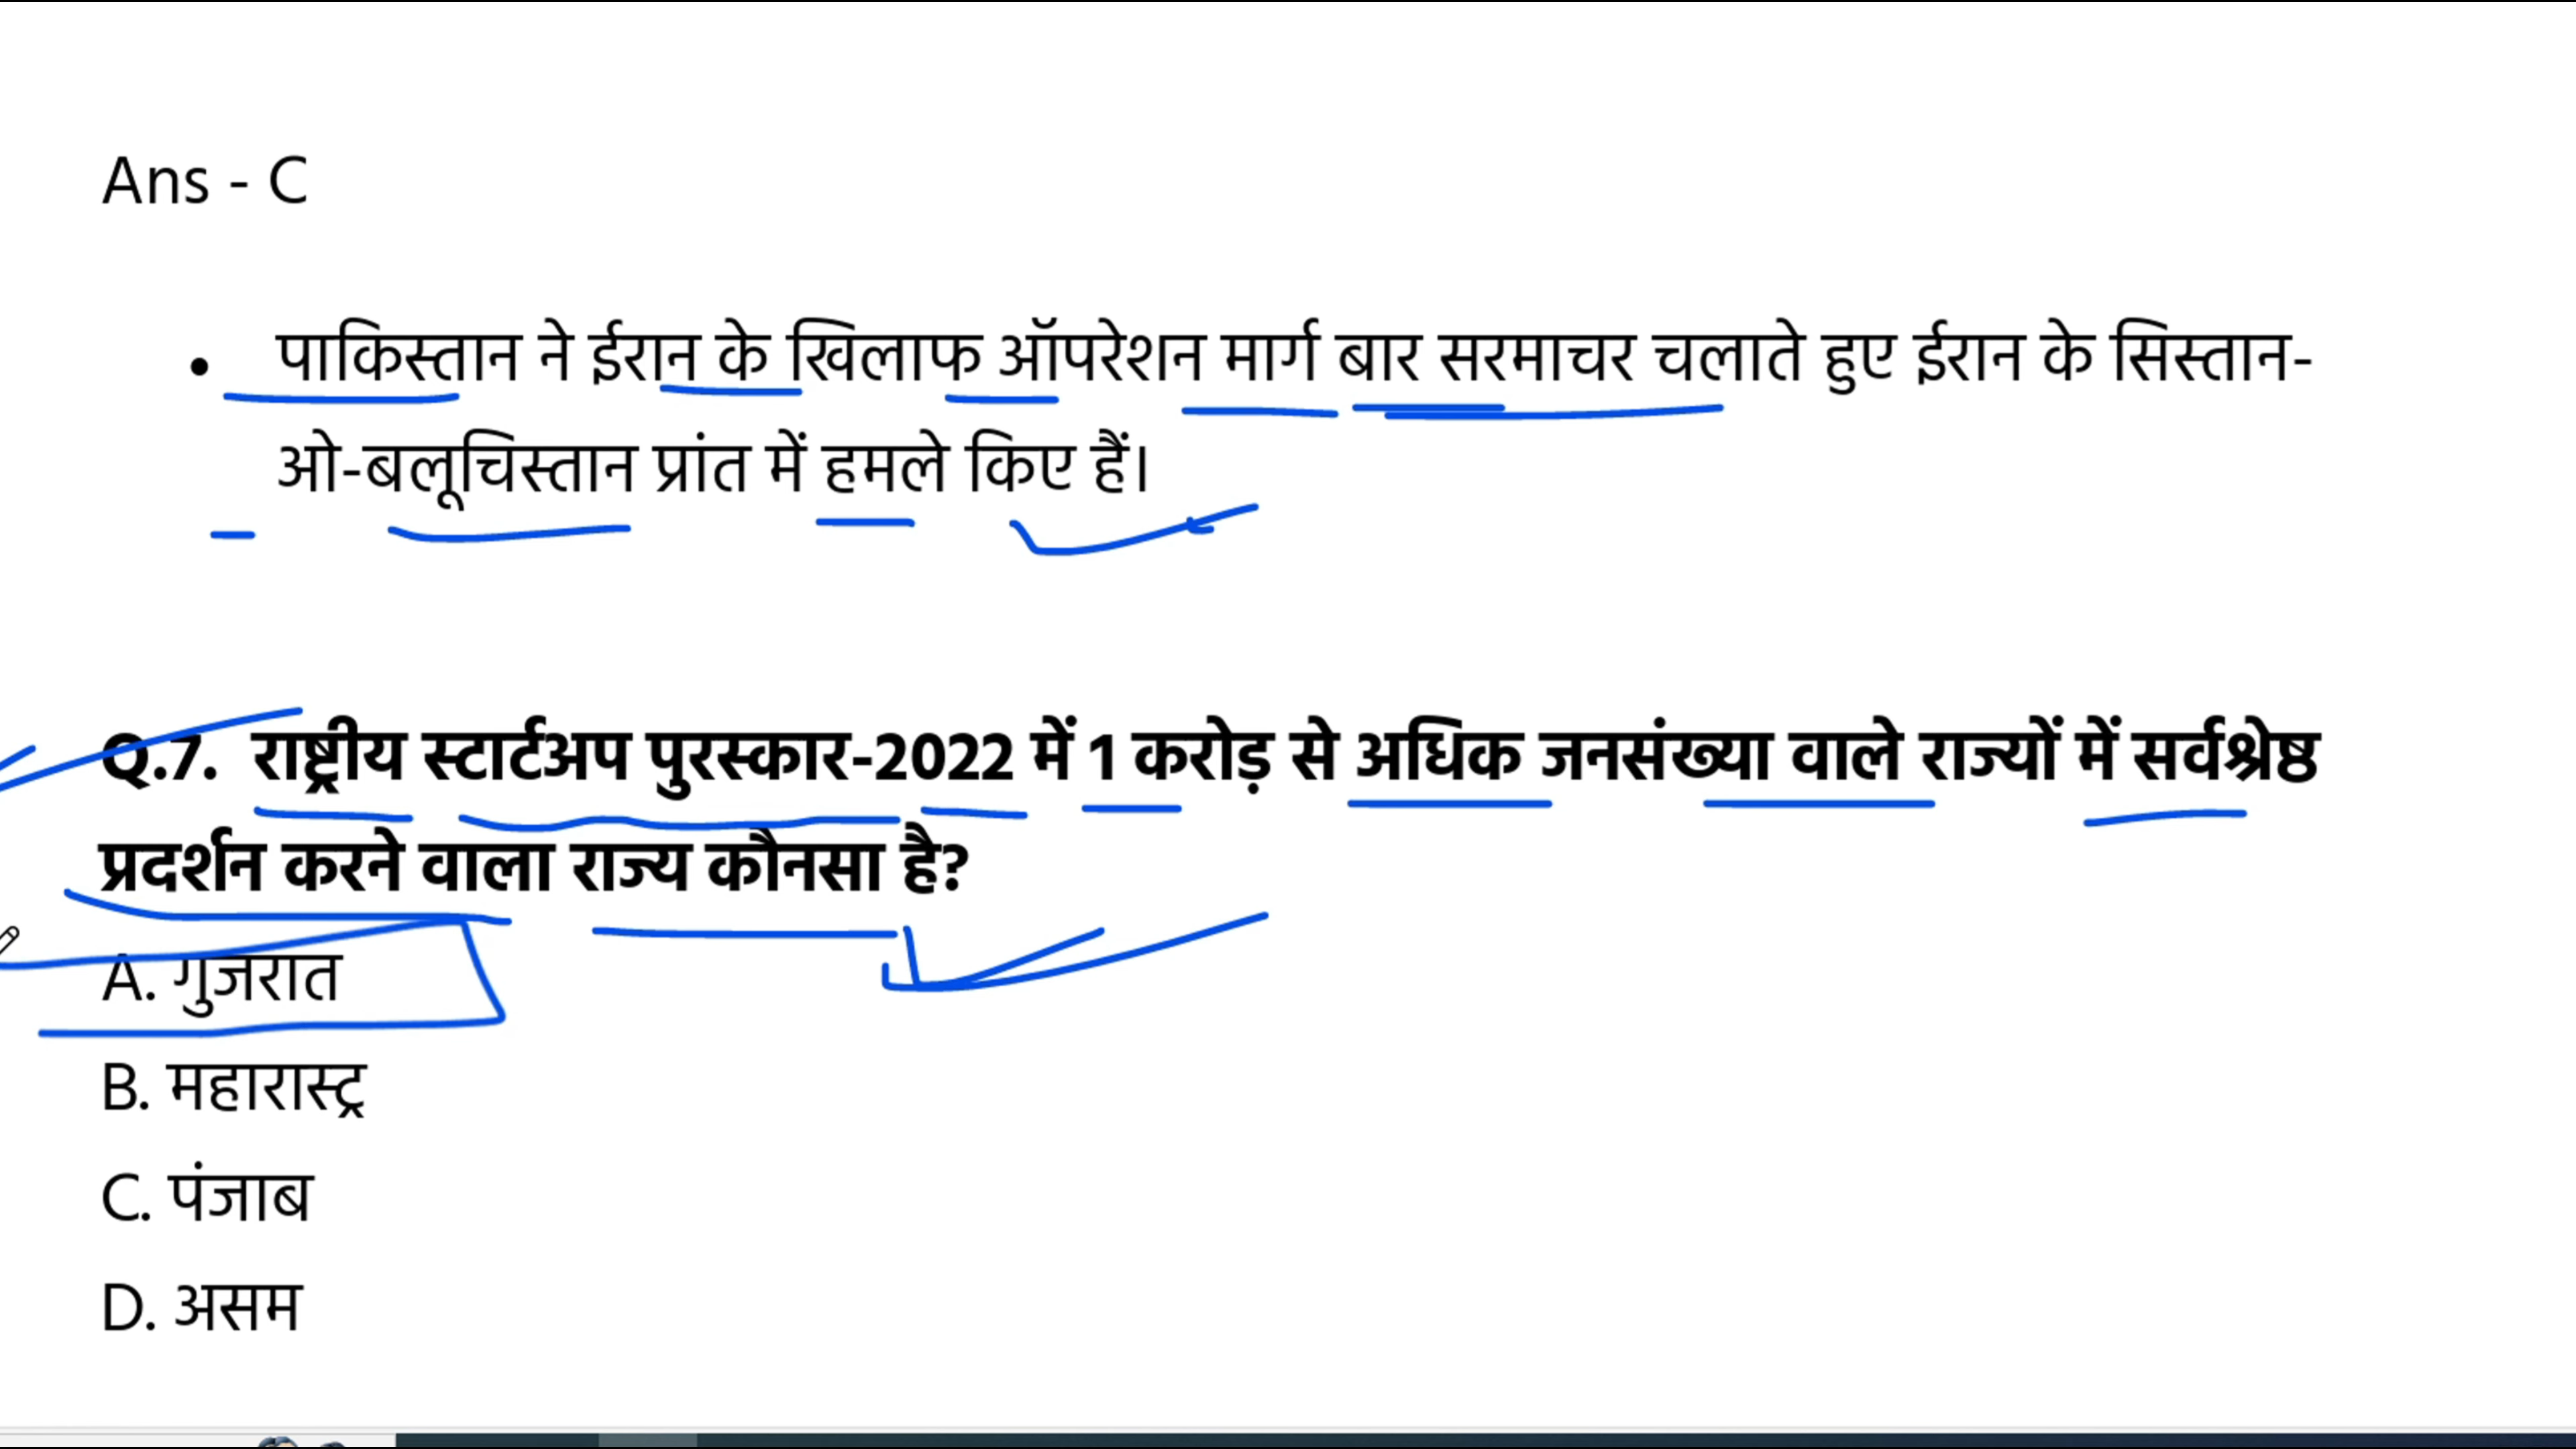 Ans - C
• पाकिस्तान ने ईरान के खिलाफ ऑपरेशन मार्ग बार सरमाचर चलाते हुए ईरान के सिस्तान-
ओ-बलूचिस्तान प्रांत में हमले किए हैं।
Q.7. राष्ट्रीय स्टार्टअप पुरस्कार-2022 में 1 करोड़ से अधिक जनसंख्या वाले राज्यों में सर्वश्रेष्ठ
प्रदर्शन करने वाला राज्य कौनसा है?
A. गुजरात
B. महारास्ट्र
C. पंजाब
D. असम